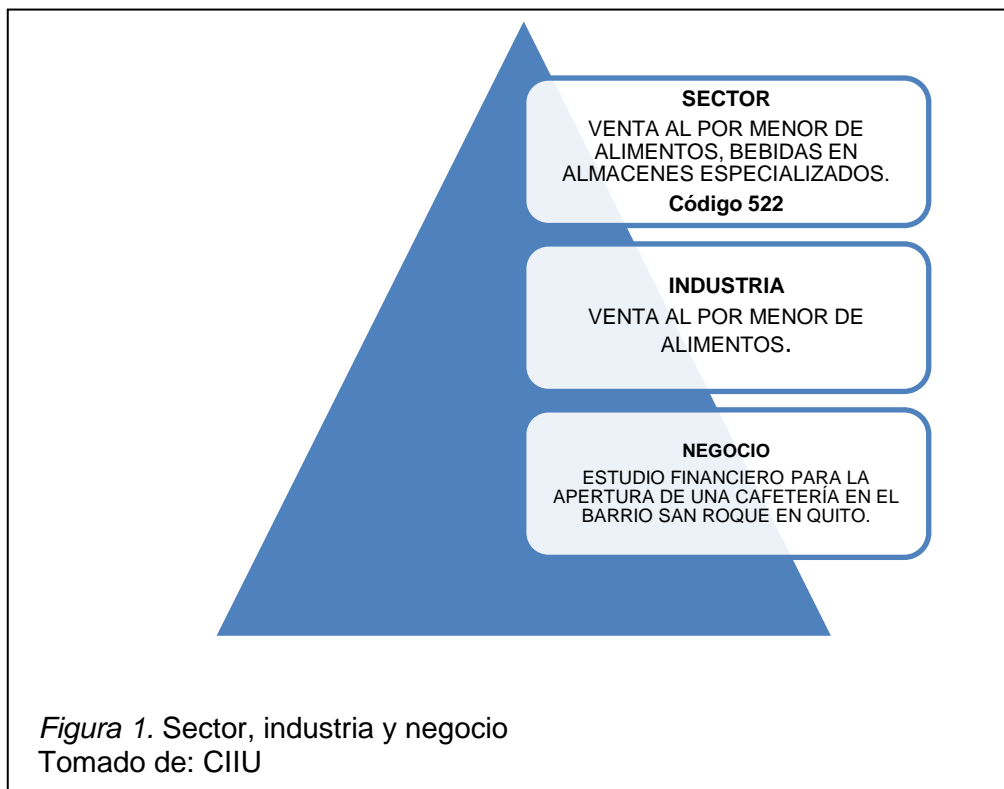 SECTOR
VENTA AL POR MENOR DE
ALIMENTOS, BEBIDAS EN
ALMACENES ESPECIALIZADOS.
Código 522
INDUSTRIA
VENTA AL POR MENOR DE
ALIMENTOS.
NEGOCIO
ESTUDIO FINANCIERO PARA LA
APERTURA DE UNA CAFETERÍA EN EL
BARRIO SAN ROQUE EN QUITO.
Figura 1. Sector, industria y negocio
Tomado de: CIIU